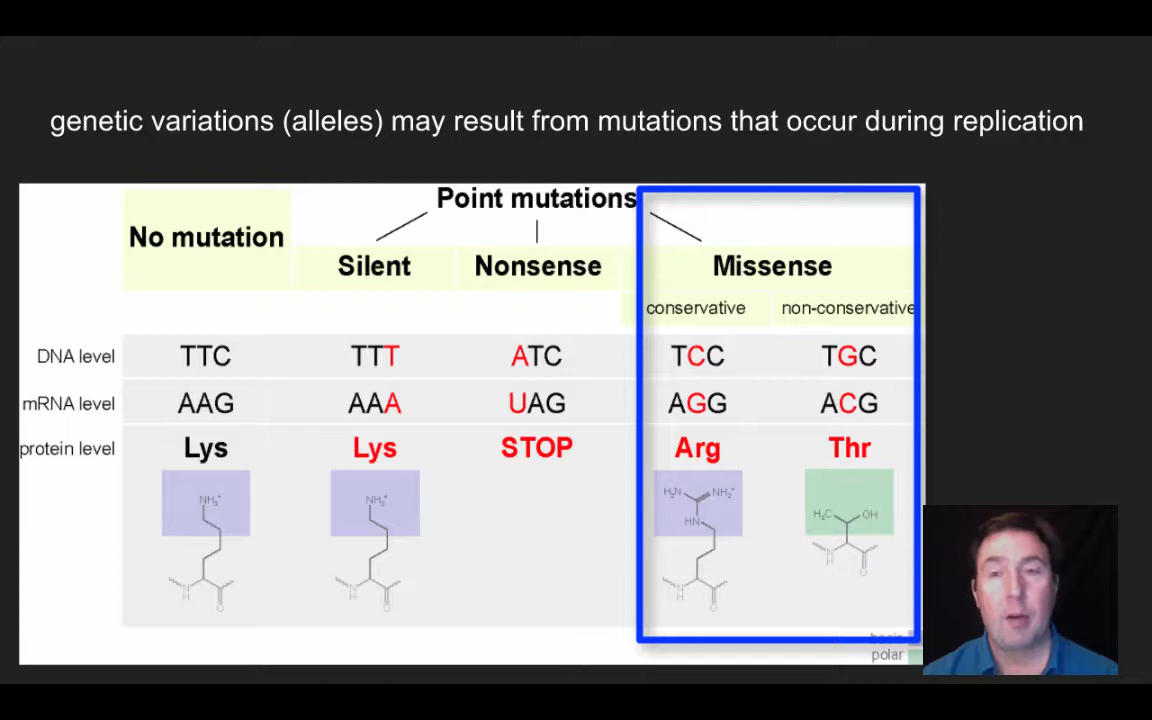 genetic variations (alleles) may result from mutations that occur during replication
Point mutations
No mutation
Silent Nonsense Missense
conservative non-conservative
DNA level TTC TTT ATC TCC TGC
mRNA level AAG AAA UAG AGG ACG
protein level Lys Lys STOP Arg Thr
NH3+ NH3+ H2N NH2+
H3C OH
HN
N N N N
H O H O H O H O
basic
polar